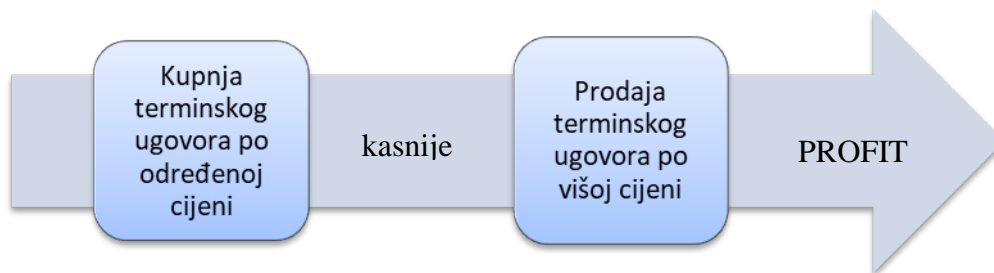 Kupnja
terminskog
ugovora po
određenoj
cijeni
kasnije
Prodaja
terminskog
ugovora po
višoj cijeni
PROFIT